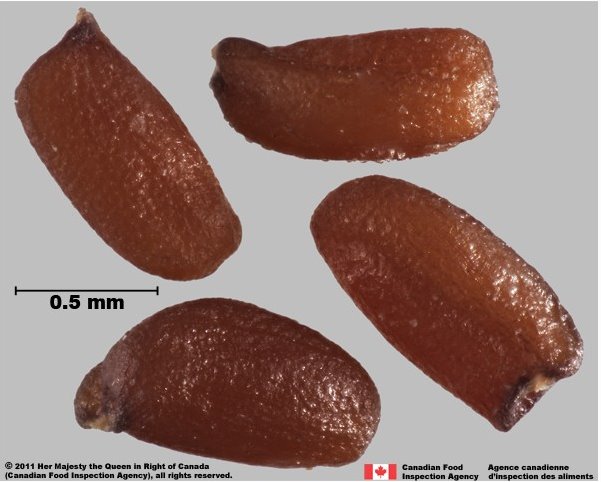 0.5 mm
© 2011 Her Majesty the Queen in Right of Canada
(Canadian Food Inspection Agency), all rights reserved.
Canadian Food
Inspection Agency
Agence canadienne
d'inspection des aliments